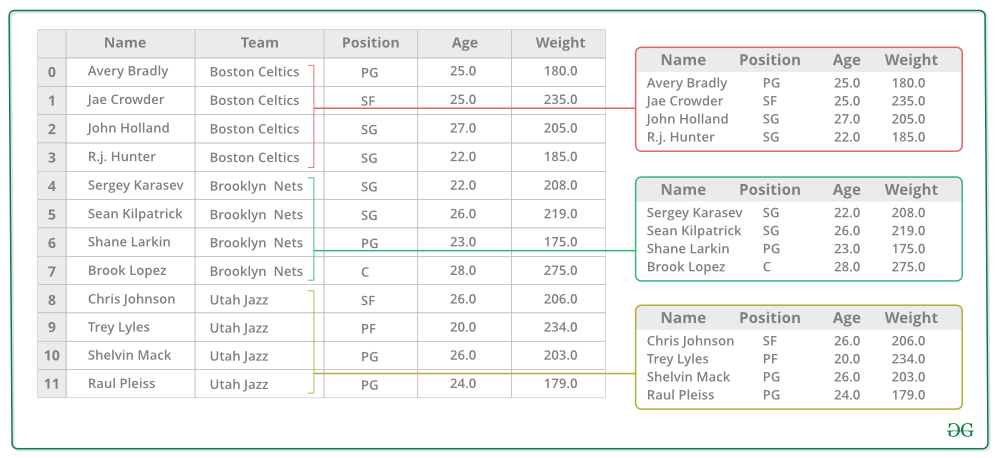 Name Team Position Age Weight
0 Avery Bradly Boston Celtics PG 25.0 180.0
1 Jae Crowder Boston Celtics SF 25.0 235.0
2 John Holland Boston Celtics SG 27.0 205.0
3 R.j. Hunter Boston Celtics SG 22.0 185.0
4 Sergey Karasev Brooklyn Nets SG 22.0 208.0
5 Sean Kilpatrick Brooklyn Nets SG 26.0 219.0
6 Shane Larkin Brooklyn Nets PG 23.0 175.0
7 Brook Lopez Brooklyn Nets C 28.0 275.0
8 Chris Johnson Utah Jazz SF 26.0 206.0
9 Trey Lyles Utah Jazz PF 20.0 234.0
10 Shelvin Mack Utah Jazz PG 26.0 203.0
11 Raul Pleiss Utah Jazz PG 24.0 179.0
Name Position Age Weight
Avery Bradly PG 25.0 180.0
Jae Crowder SF 25.0 235.0
John Holland SG 27.0 205.0
R.j. Hunter SG 22.0 185.0
Name Position Age Weight
Sergey Karasev SG 22.0 208.0
Sean Kilpatrick SG 26.0 219.0
Shane Larkin PG 23.0 175.0
Brook Lopez C 28.0 275.0
Name Position Age Weight
Chris Johnson SF 26.0 206.0
Trey Lyles PF 20.0 234.0
Shelvin Mack PG 26.0 203.0
Raul Pleiss PG 24.0 179.0